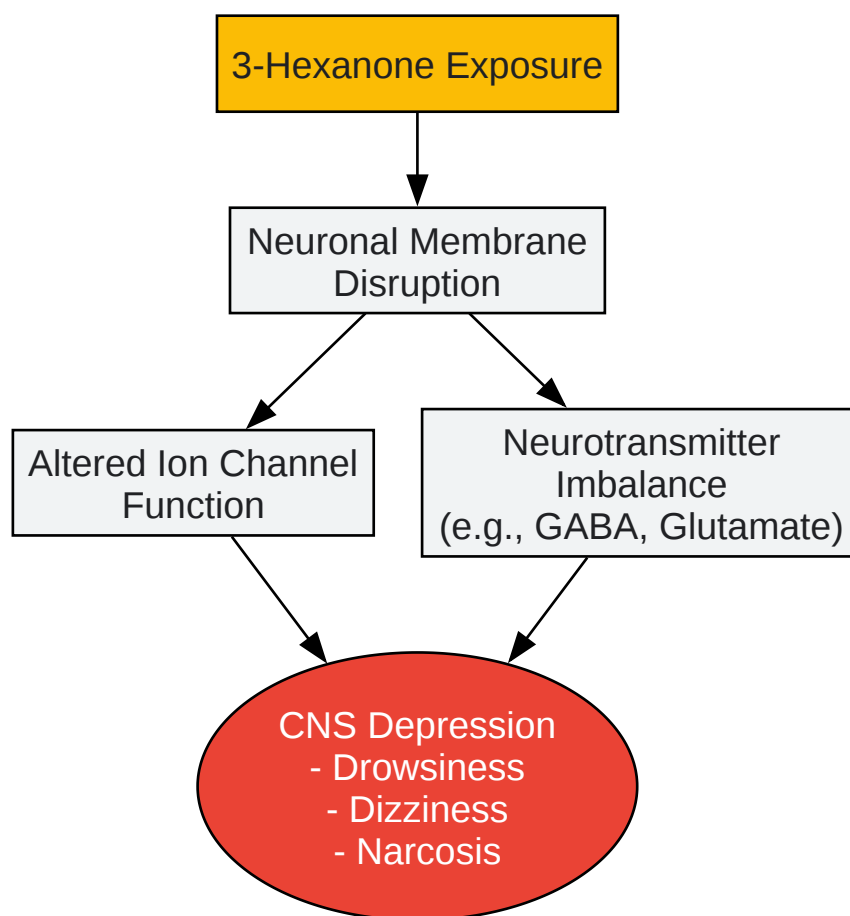 3-Hexanone Exposure
Neuronal Membrane
Disruption
Altered Ion Channel
Function
Neurotransmitter
Imbalance
(e.g., GABA, Glutamate)
CNS Depression
- Drowsiness
- Dizziness
- Narcosis